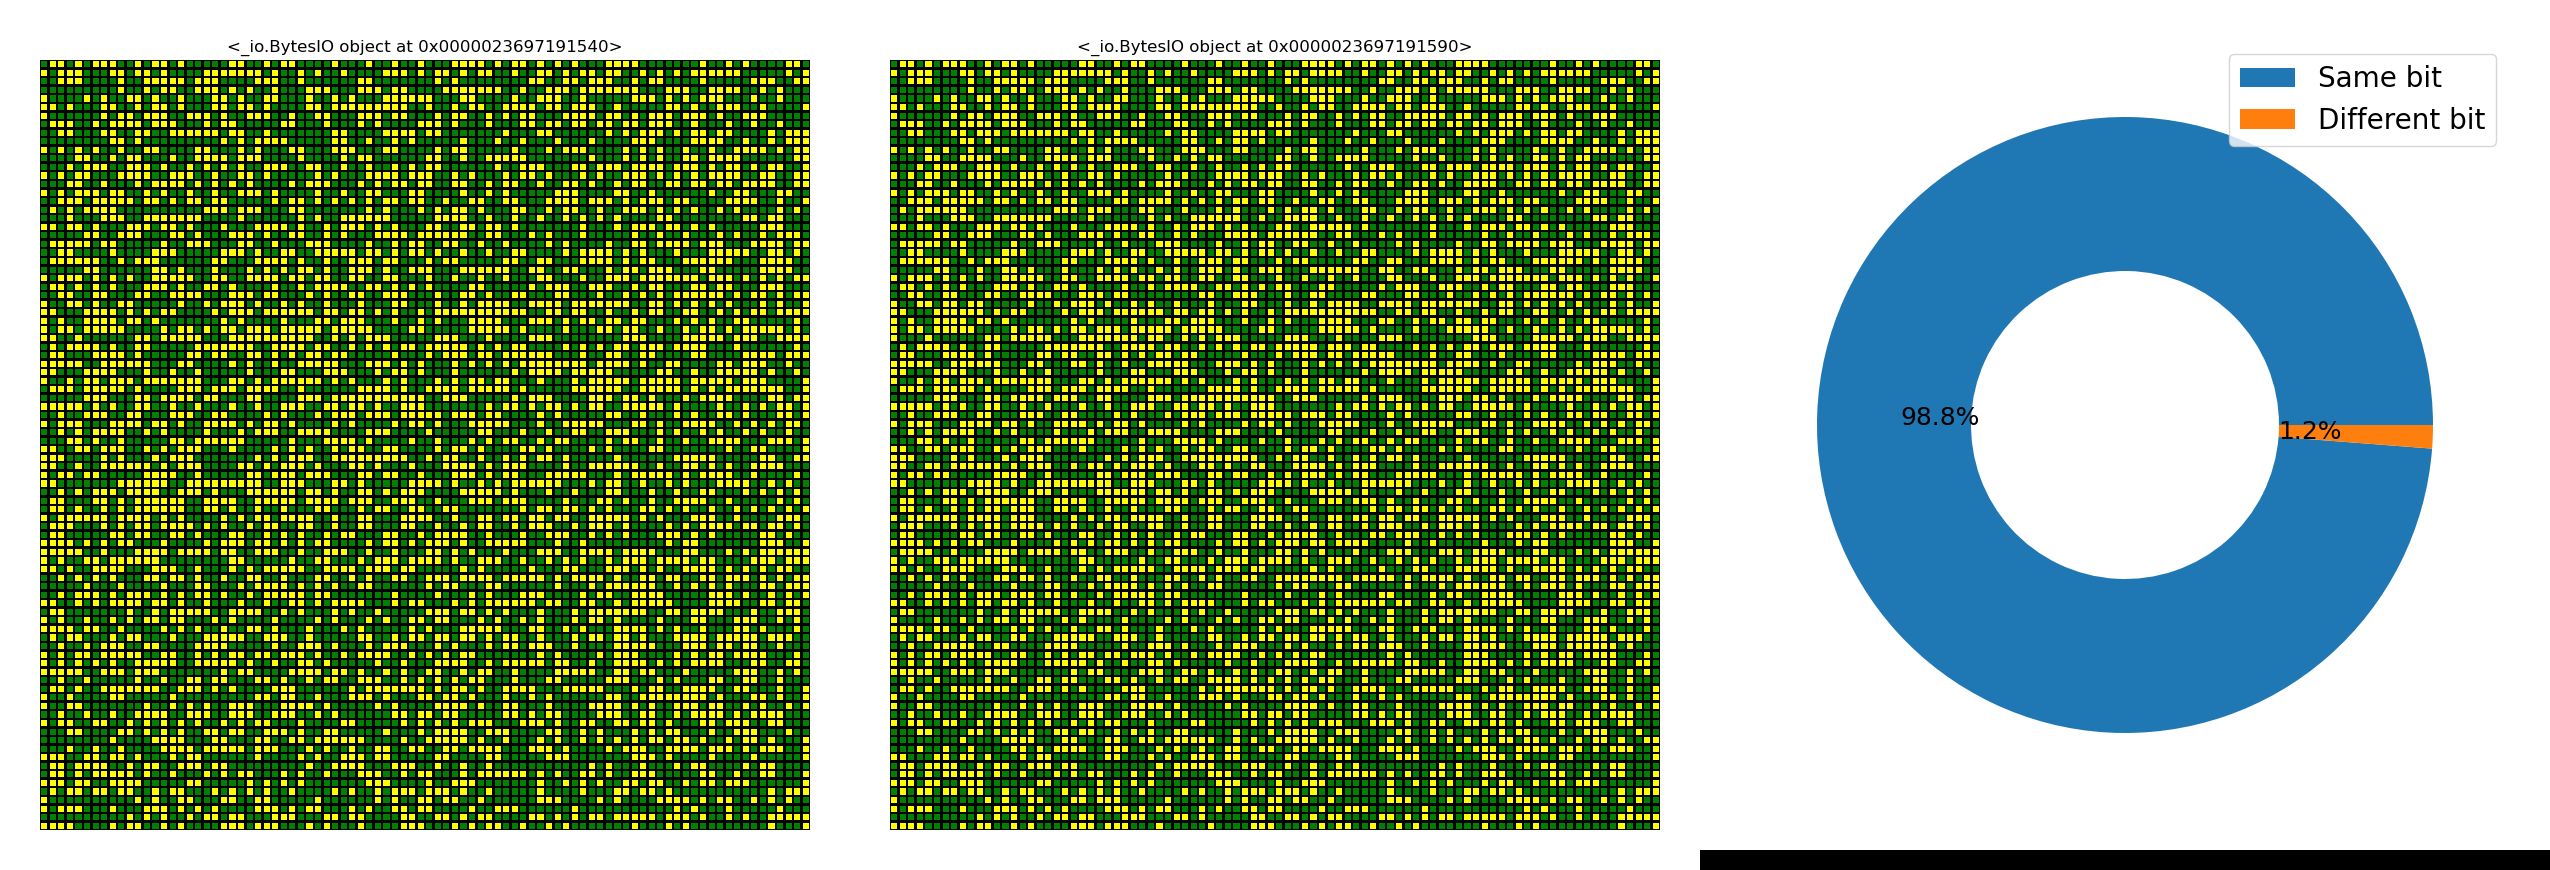 <_io.BytesIO object at 0x0000023697191540>
<_io.BytesIO object at 0x0000023697191590>
Same bit
Different bit
98.8%
1.2%